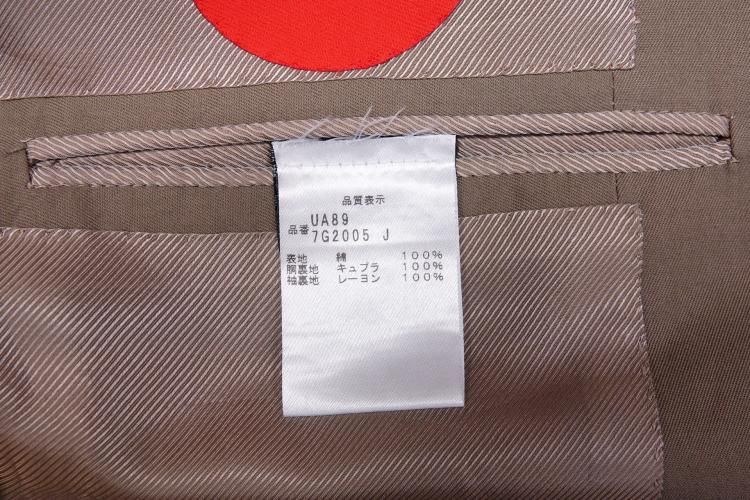 品質表示
UA89
品番 7G2005 J
表地 綿 100%
胸裏地 キュプラ 100%
袖裏地 レーヨン 100%